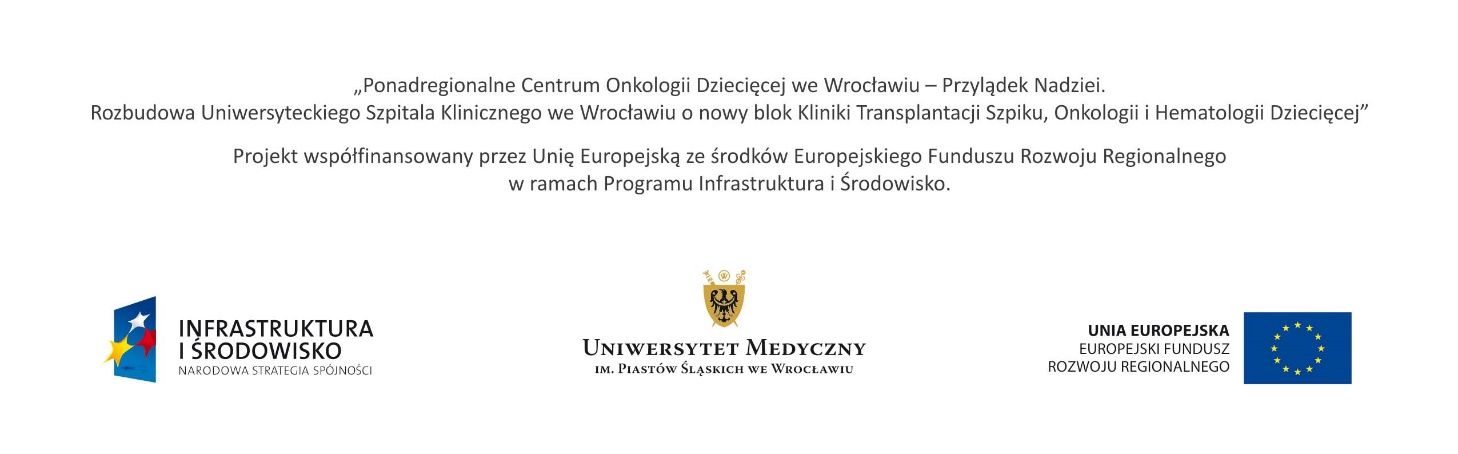 „Ponadregionalne Centrum Onkologii Dziecięcej we Wrocławiu – Przylądek Nadziei.
Rozbudowa Uniwersyteckiego Szpitala Klinicznego we Wrocławiu o nowy blok Kliniki Transplantacji Szpiku, Onkologii i Hematologii Dziecięcej”
Projekt współfinansowany przez Unię Europejską ze środków Europejskiego Funduszu Rozwoju Regionalnego
w ramach Programu Infrastruktura i Środowisko.
INFRASTRUKTURA
I ŚRODOWISKO
NARODOWA STRATEGIA SPÓJNOŚCI
UNIWERSYTET MEDYCZNY
IM. PIASTÓW ŚLĄSKICH WE WROCŁAWIU
UNIA EUROPEJSKA
EUROPEJSKI FUNDUSZ
ROZWOJU REGIONALNEGO